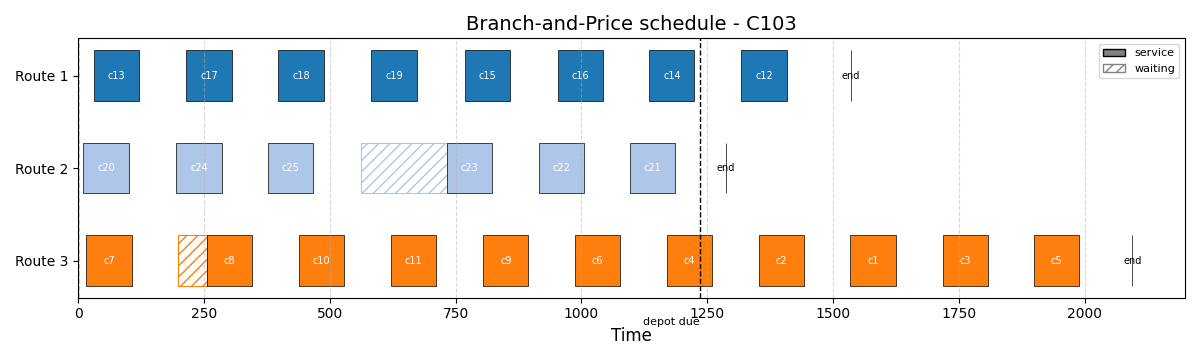 Branch-and-Price schedule - C103
service
waiting
Route 1
c13 c17 c18 c19 c15 c16 c14 c12 end
Route 2
c20 c24 c25 c23 c22 c21 end
Route 3
c7 c8 c10 c11 c9 c6 c4 c2 c1 c3 c5 end
0 250 500 750 1000 1250 1500 1750 2000
depot due
Time